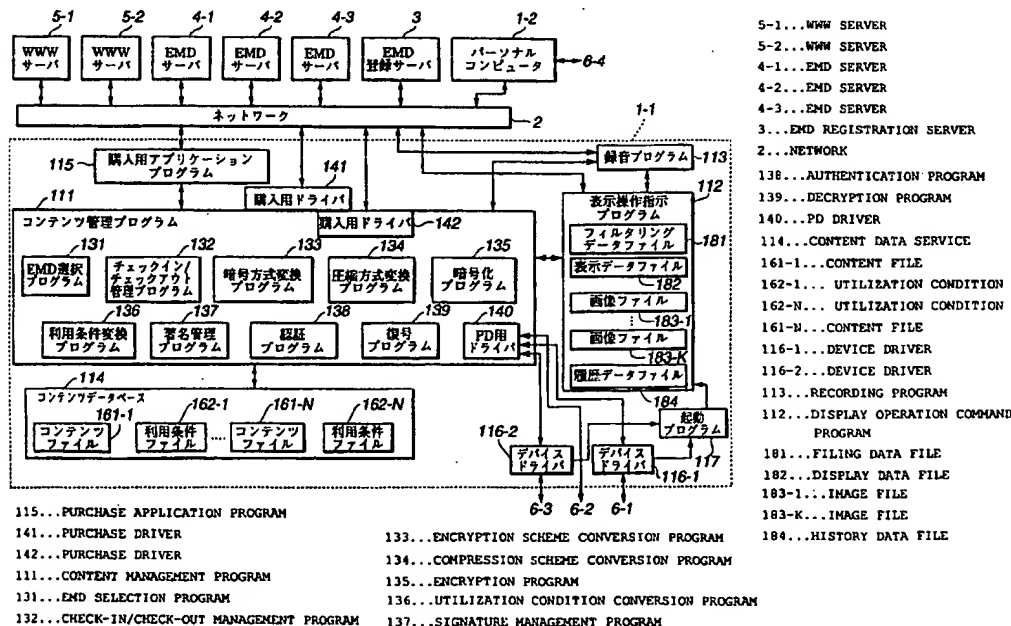 5-1
5-2
4-1
4-2
4-3
3
1-2
WWW
サーバ
WWW
サーバ
EMD
サーバ
EMD
サーバ
EMD
サーバ
EMD
登録サーバ
パーソナル
コンピュータ
6-4
ネットワーク
2
1-1
115
購入用アプリケーション
プログラム
141
購入用ドライバ
録音プログラム
113
111
コンテンツ管理プログラム
購入用ドライバ
142
112
表示操作指示
プログラム
フィルタリング
データファイル
181
表示データファイル
182
画像ファイル
183-1
画像ファイル
183-K
履歴データファイル
184
131
132
133
134
135
EMD選択
プログラム
チェックイン/
チェックアウト
管理プログラム
暗号方式変換
プログラム
圧縮方式変換
プログラム
暗号化
プログラム
136
137
138
139
140
利用条件変換
プログラム
署名管理
プログラム
認証
プログラム
復号
プログラム
PD用
ドライバ
114
コンテンツデータベース
161-1
162-1
161-N
162-N
コンテンツ
ファイル
利用条件
ファイル
コンテンツ
ファイル
利用条件
ファイル
116-2
デバイス
ドライバ
デバイス
ドライバ
116-1
起動
プログラム
117
6-3
6-2
6-1
5-1...WWW SERVER
5-2...WWW SERVER
4-1...EMD SERVER
4-2...EMD SERVER
4-3...EMD SERVER
3...EMD REGISTRATION SERVER
2...NETWORK
138...AUTHENTICATION PROGRAM
139...DECRYPTION PROGRAM
140...PD DRIVER
114...CONTENT DATA SERVICE
161-1...CONTENT FILE
162-1... UTILIZATION CONDITION
162-N... UTILIZATION CONDITION
161-N...CONTENT FILE
116-1...DEVICE DRIVER
116-2...DEVICE DRIVER
113...RECORDING PROGRAM
112...DISPLAY OPERATION COMMAND
PROGRAM
181...FILING DATA FILE
182...DISPLAY DATA FILE
183-1...IMAGE FILE
183-K...IMAGE FILE
184...HISTORY DATA FILE
115...PURCHASE APPLICATION PROGRAM
141...PURCHASE DRIVER
142...PURCHASE DRIVER
111...CONTENT MANAGEMENT PROGRAM
131...EMD SELECTION PROGRAM
132...CHECK-IN/CHECK-OUT MANAGEMENT PROGRAM
133...ENCRYPTION SCHEME CONVERSION PROGRAM
134...COMPRESSION SCHEME CONVERSION PROGRAM
135...ENCRYPTION PROGRAM
136...UTILIZATION CONDITION CONVERSION PROGRAM
137...SIGNATURE MANAGEMENT PROGRAM